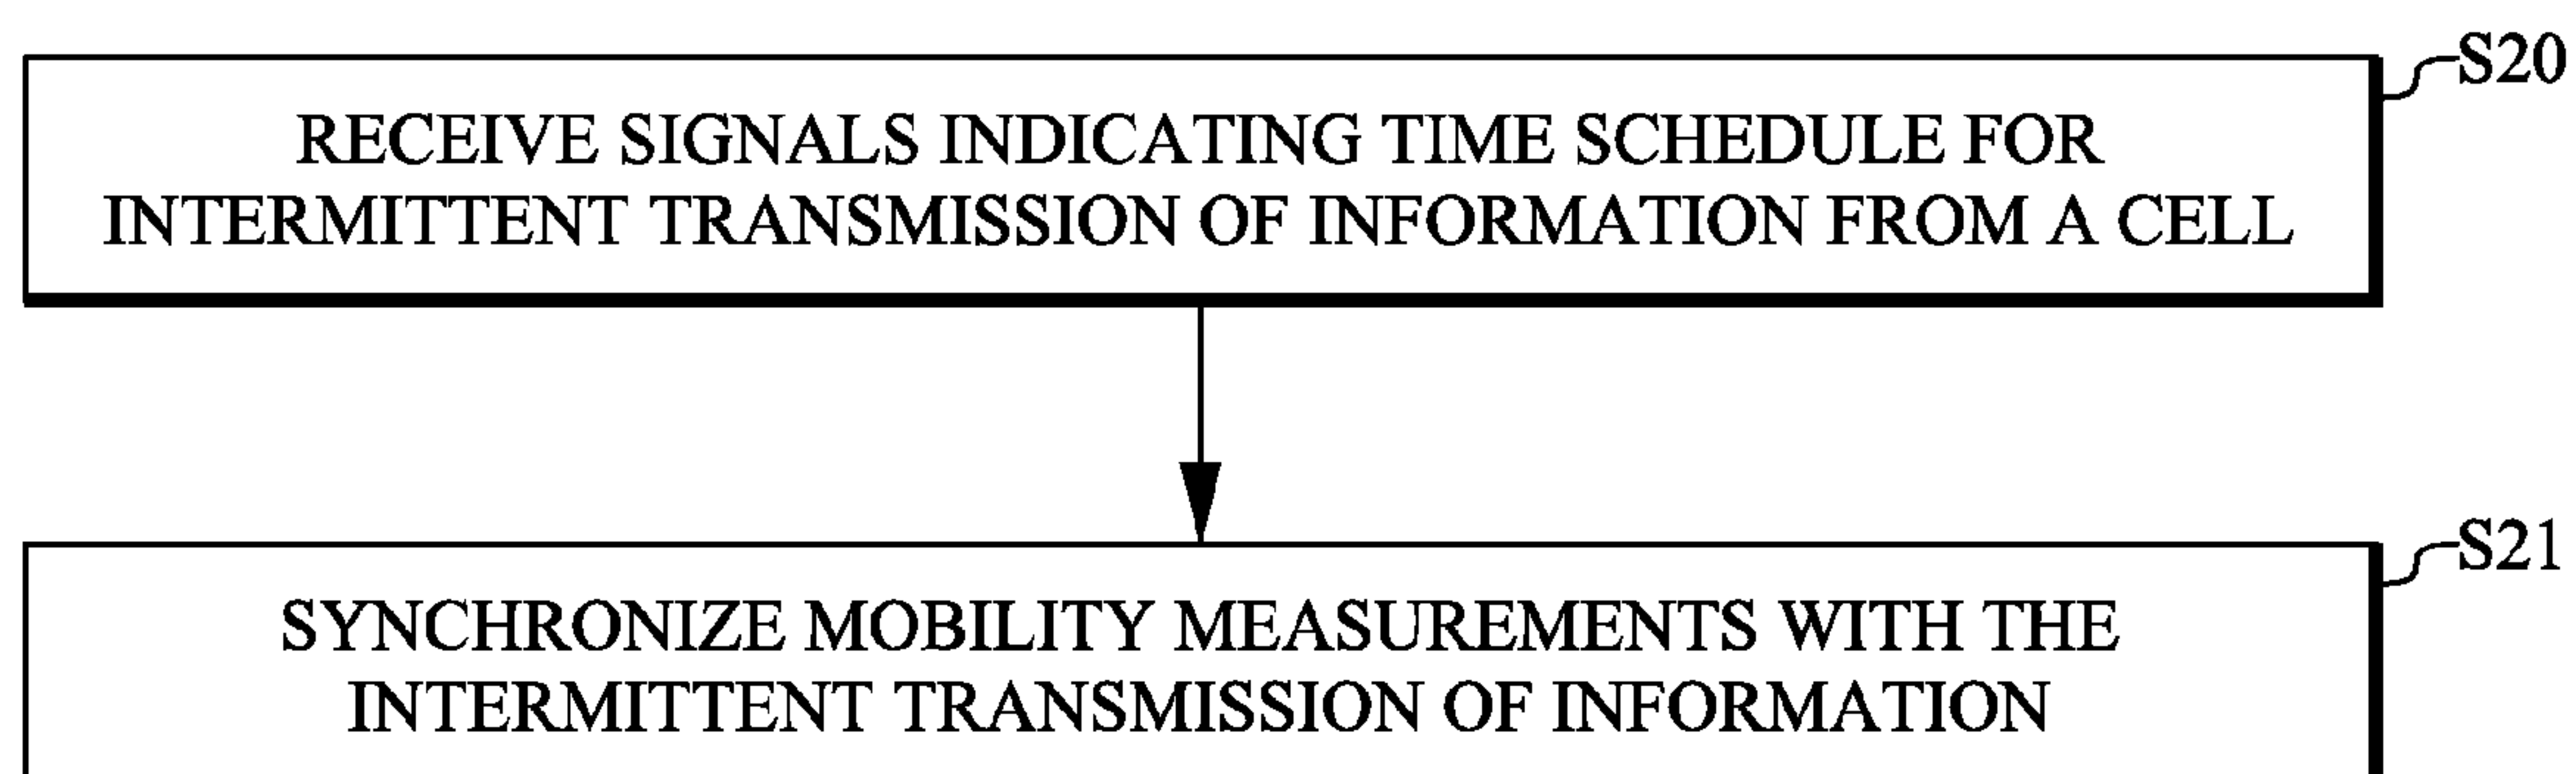 S20
RECEIVE SIGNALS INDICATING TIME SCHEDULE FOR
INTERMITTENT TRANSMISSION OF INFORMATION FROM A CELL
S21
SYNCHRONIZE MOBILITY MEASUREMENTS WITH THE
INTERMITTENT TRANSMISSION OF INFORMATION